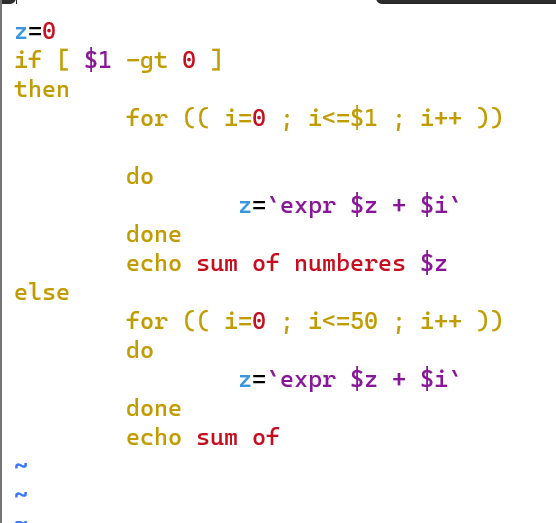 z=0
if [ $1 -gt 0 ]
then
for (( i=0 ; i<=$1 ; i++ ))
do
z=`expr $z + $i`
done
echo sum of numberes $z
else
for (( i=0 ; i<=50 ; i++ ))
do
z=`expr $z + $i`
done
echo sum of
~
~
~